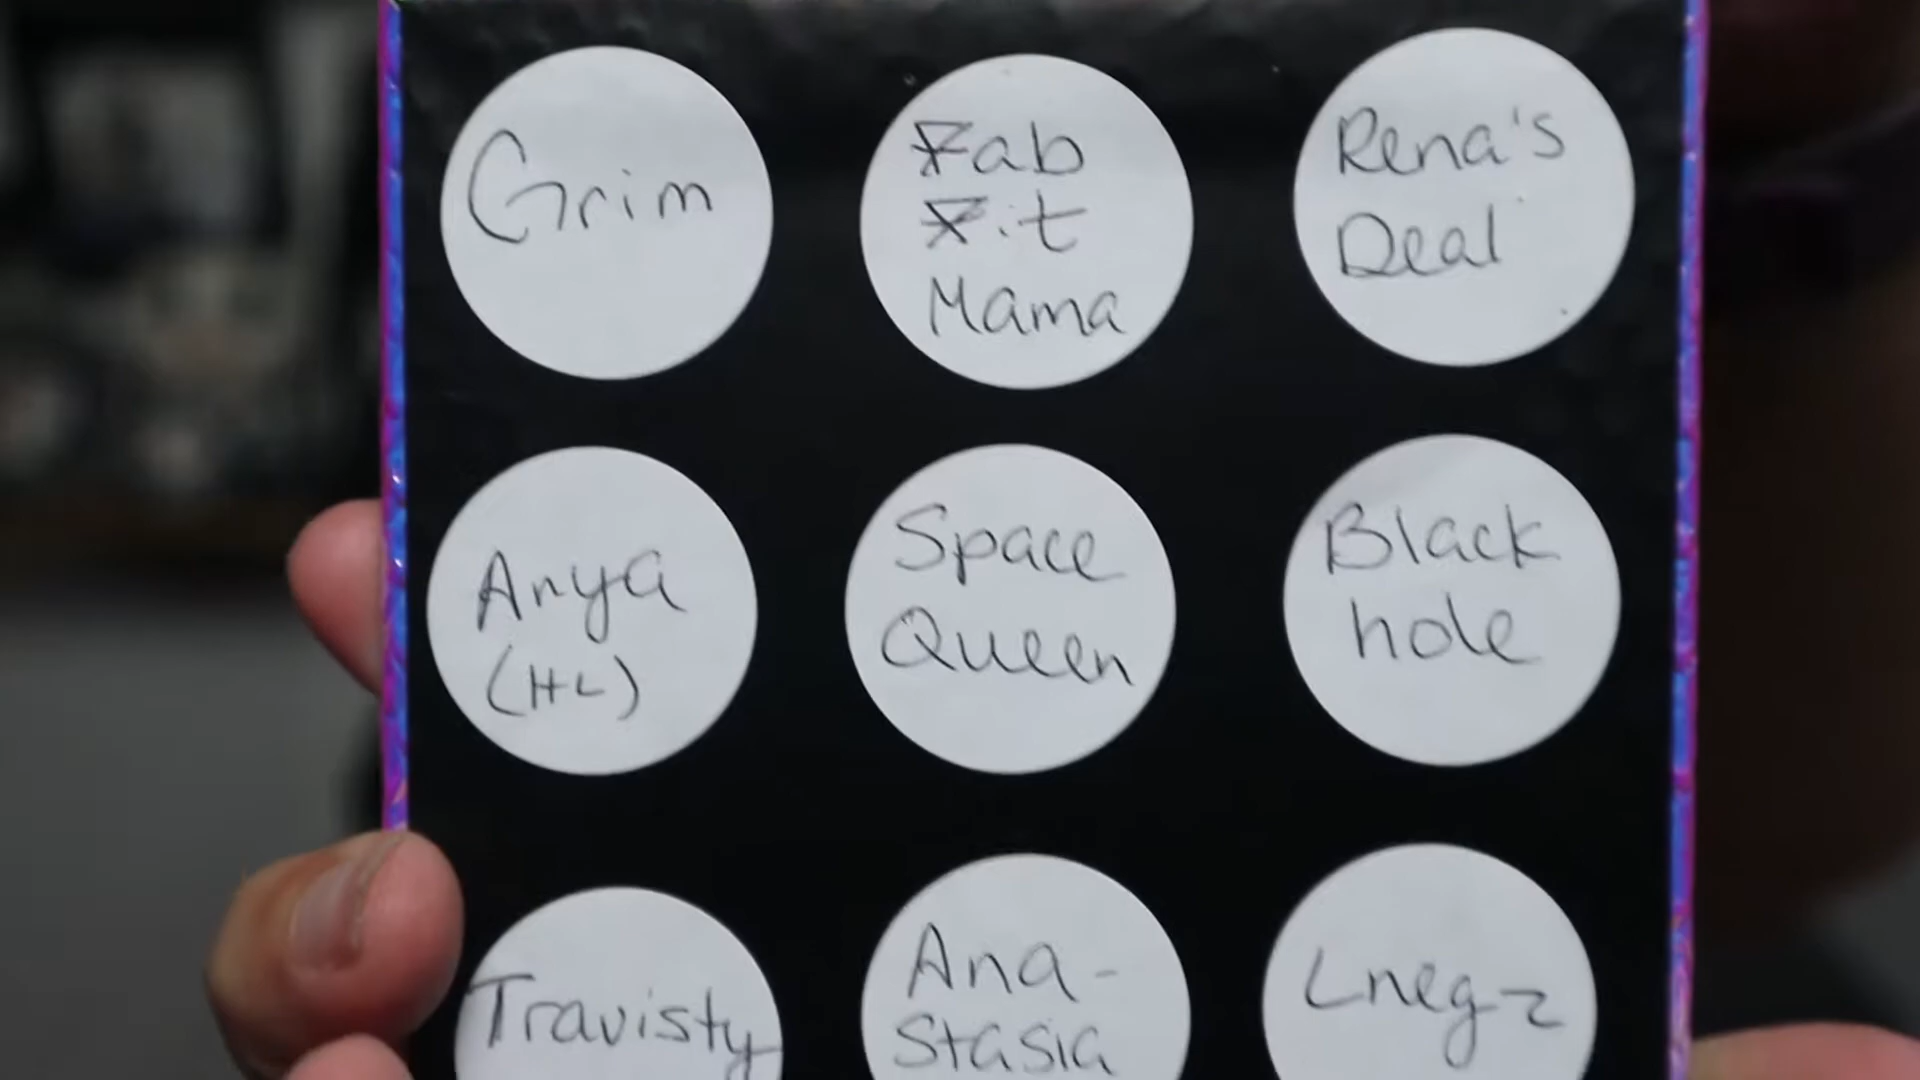 Grim
Fab
Fit
Mama
Rena's
Deal
Anya
(HL)
Space
Queen
Black
hole
Travisty
Ana-
stasia
Lneg-z